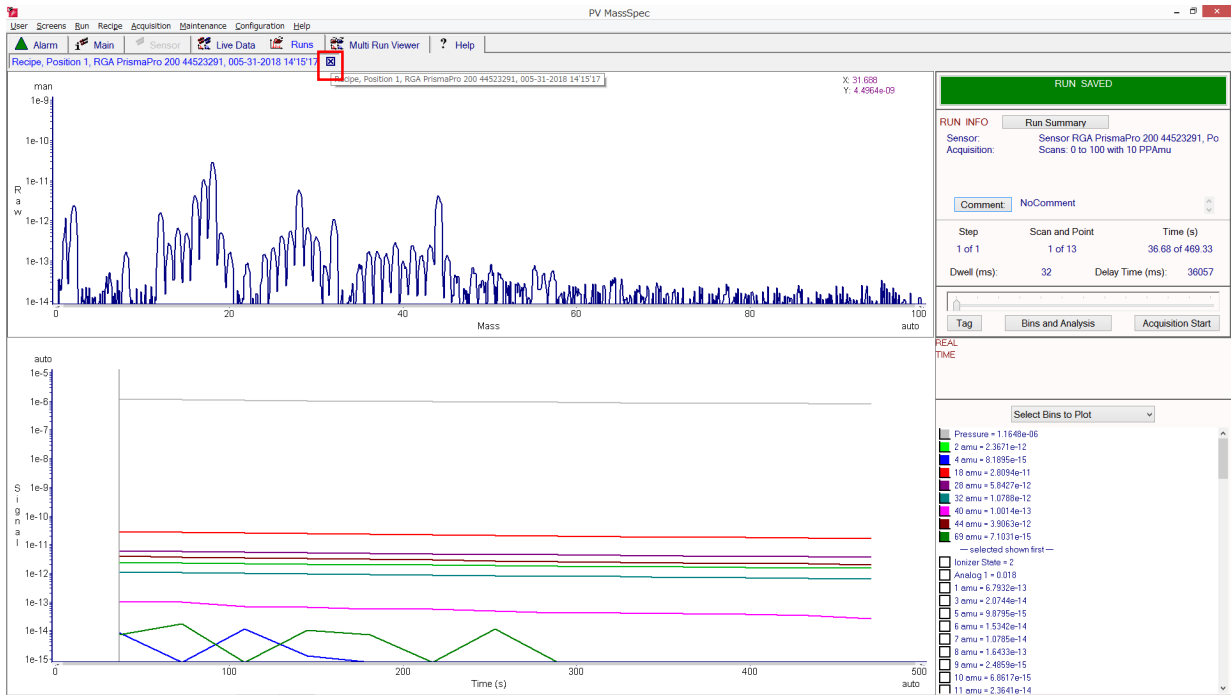 PV MassSpec
User Screens Run Recipe Acquisition Maintenance Configuration Help
Alarm Main Sensor Live Data Runs Multi Run Viewer ? Help
Recipe, Position 1, RGA PrismaPro 200 44523291, 005-31-2018 14'15'17
Recipe, Position 1, RGA PrismaPro 200 44523291, 005-31-2018 14'15'17
X: 31.688
Y: 4.4964e-09
man
1e-9
1e-10
1e-11
1e-12
1e-13
1e-14
Raw
0 20 40 60 80 100
Mass
auto
auto
1e-5
1e-6
1e-7
1e-8
1e-9
1e-10
1e-11
1e-12
1e-13
1e-14
1e-15
Signal
100 200 300 400 500
Time (s)
auto
RUN SAVED
RUN INFO Run Summary
Sensor: Sensor RGA PrismaPro 200 44523291, Po
Acquisition: Scans: 0 to 100 with 10 PPAmu
Comment: NoComment
Step Scan and Point Time (s)
1 of 1 1 of 13 36.68 of 469.33
Dwell (ms): 32 Delay Time (ms): 36057
Tag Bins and Analysis Acquisition Start
REAL
TIME
Select Bins to Plot
Pressure = 1.1648e-06
2 amu = 2.3671e-12
4 amu = 8.1895e-15
18 amu = 2.8094e-11
28 amu = 5.8427e-12
32 amu = 1.0788e-12
40 amu = 1.0014e-13
44 amu = 3.9063e-12
69 amu = 7.1031e-15
— selected shown first —
Ionizer State = 2
Analog 1 = 0.018
1 amu = 6.7932e-13
3 amu = 2.0744e-14
5 amu = 9.8795e-15
6 amu = 1.5342e-14
7 amu = 1.0785e-14
8 amu = 1.6433e-13
9 amu = 2.4859e-15
10 amu = 6.8617e-15
11 amu = 2.3641e-14